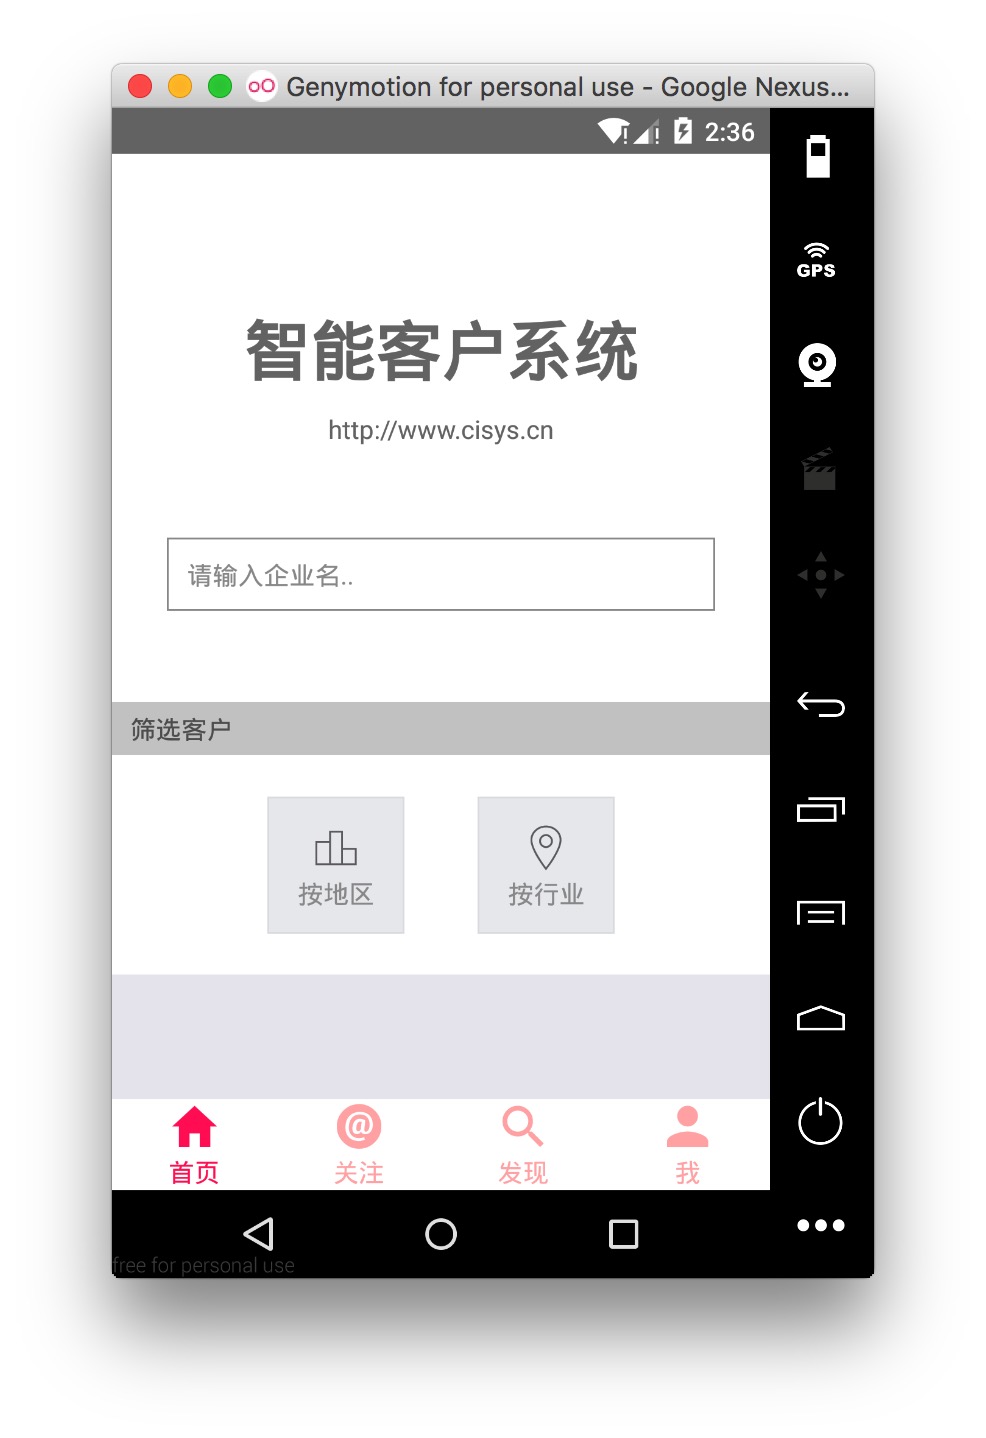 Genymotion for personal use - Google Nexus...
2:36
GPS
智能客户系统
http://www.cisys.cn
请输入企业名..
筛选客户
按地区
按行业
首页
关注
发现
我
free for personal use